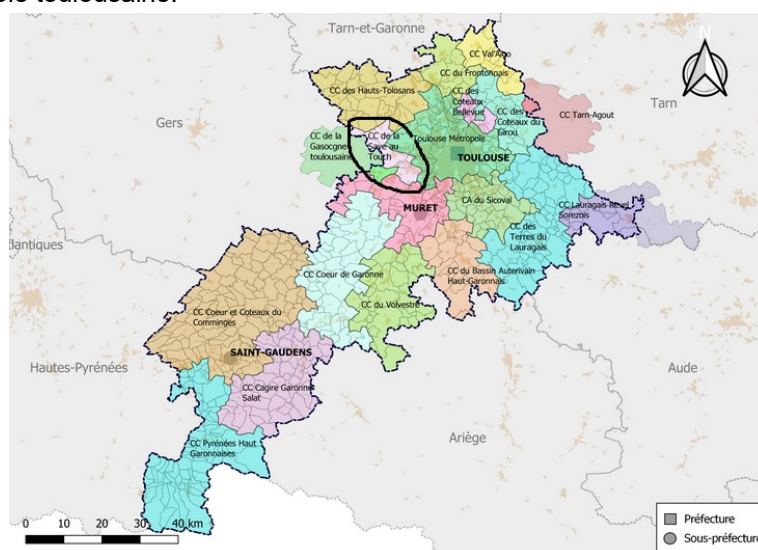 Tarn-et-Garonne
N
CC Val'Aïgo
CC du Frontonnais
CC des Hauts-Tolosans
CC des
Coteaux
Bellevue
CC des
Coteaux du
Girou
CC Tarn-Agout
Tarn
Gers
CC de la
Gasocgne
toulousaine
CC de la
Save au
Touch
Toulouse Métropole
TOULOUSE
MURET
CA du Sicoval
CC Lauragais Revel
Sorezois
CC des
Terres du
Lauragais
CC Coeur de Garonne
CC du Bassin Auterivain
Haut-Garonnais
CC du Volvestre
CC Coeur et Coteaux du
Comminges
SAINT-GAUDENS
Hautes-Pyrénées
CC Cagire Garonne
Salat
Aude
Ariège
CC Pyrénées Haut
Garonnaises
0 10 20 30 40 km
Préfecture
Sous-préfecture